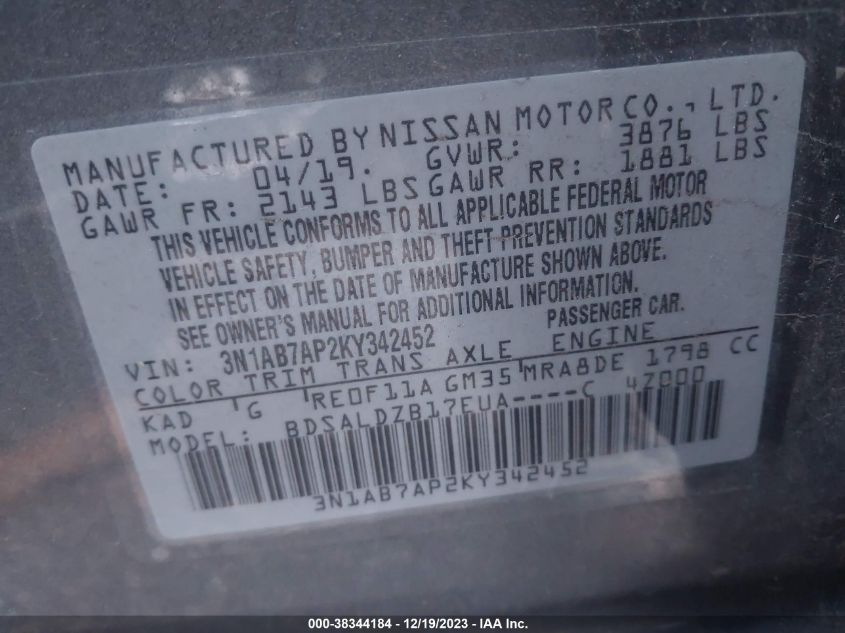 MANUFACTURED BY NISSAN MOTOR CO., LTD.
DATE: 04/19. GVWR: 3876 LBS
GAWR FR: 2143 LBS GAWR RR: 1881 LBS
THIS VEHICLE CONFORMS TO ALL APPLICABLE FEDERAL MOTOR
VEHICLE SAFETY, BUMPER AND THEFT PREVENTION STANDARDS
IN EFFECT ON THE DATE OF MANUFACTURE SHOWN ABOVE.
SEE OWNER'S MANUAL FOR ADDITIONAL INFORMATION.
VIN: 3N1AB7AP2KY342452 PASSENGER CAR.
COLOR TRIM TRANS AXLE ENGINE
KAD G RE0F11A GM35 MRA8DE 1798 CC
MODEL: BDSALDZB17EUA----C 47000
3N1AB7AP2KY342452
000-38344184 - 12/19/2023 - IAA Inc.